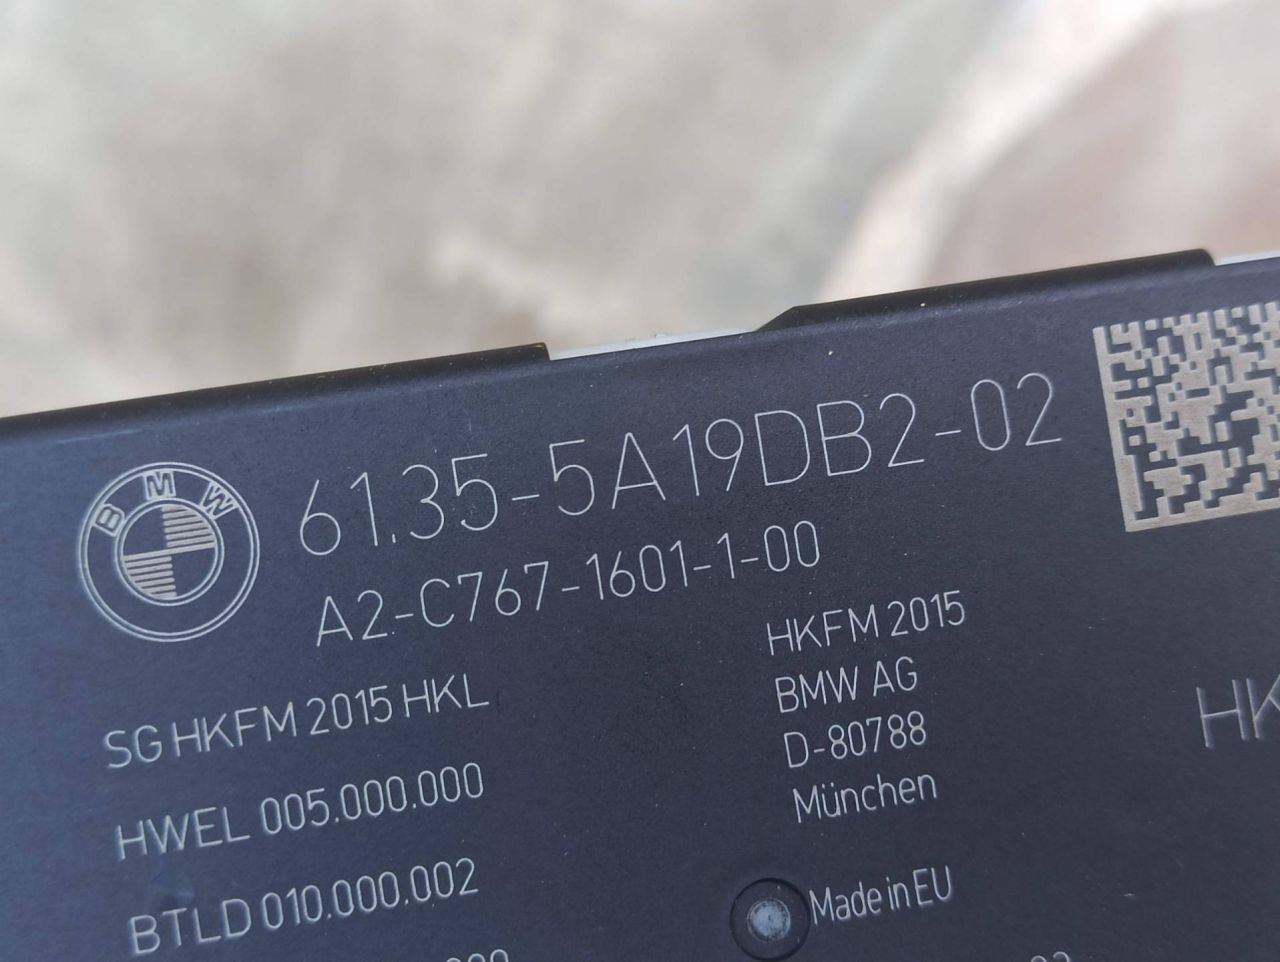 BMW
61.35-5A19DB2-02
A2-C767-1601-1-00
SG HKFM 2015 HKL
HWEL 005.000.000
BTLD 010.000.002
HKFM 2015
BMW AG
D-80788
München
Made in EU
HK